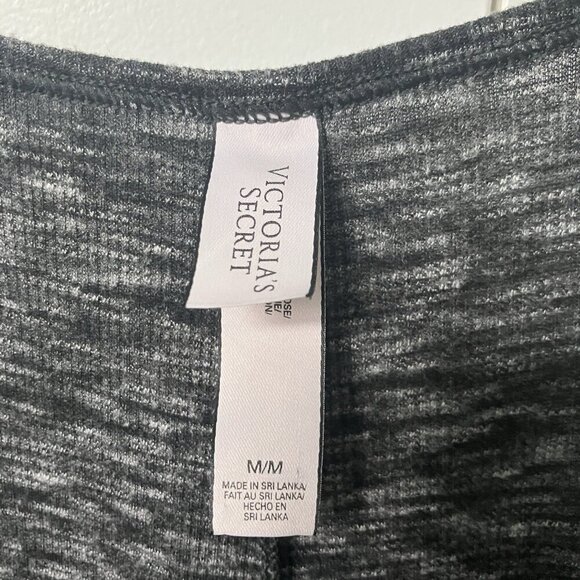 VICTORIA'S
SECRET
M/M
MADE IN SRI LANKA/
FAIT AU SRI LANKA/
HECHO EN
SRI LANKA